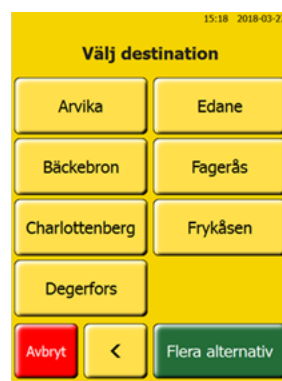 15:18 2018-03-2
Välj destination
Arvika
Edane
Bäckebron
Fagerås
Charlottenberg
Frykåsen
Degerfors
Avbryt
<
Flera alternativ